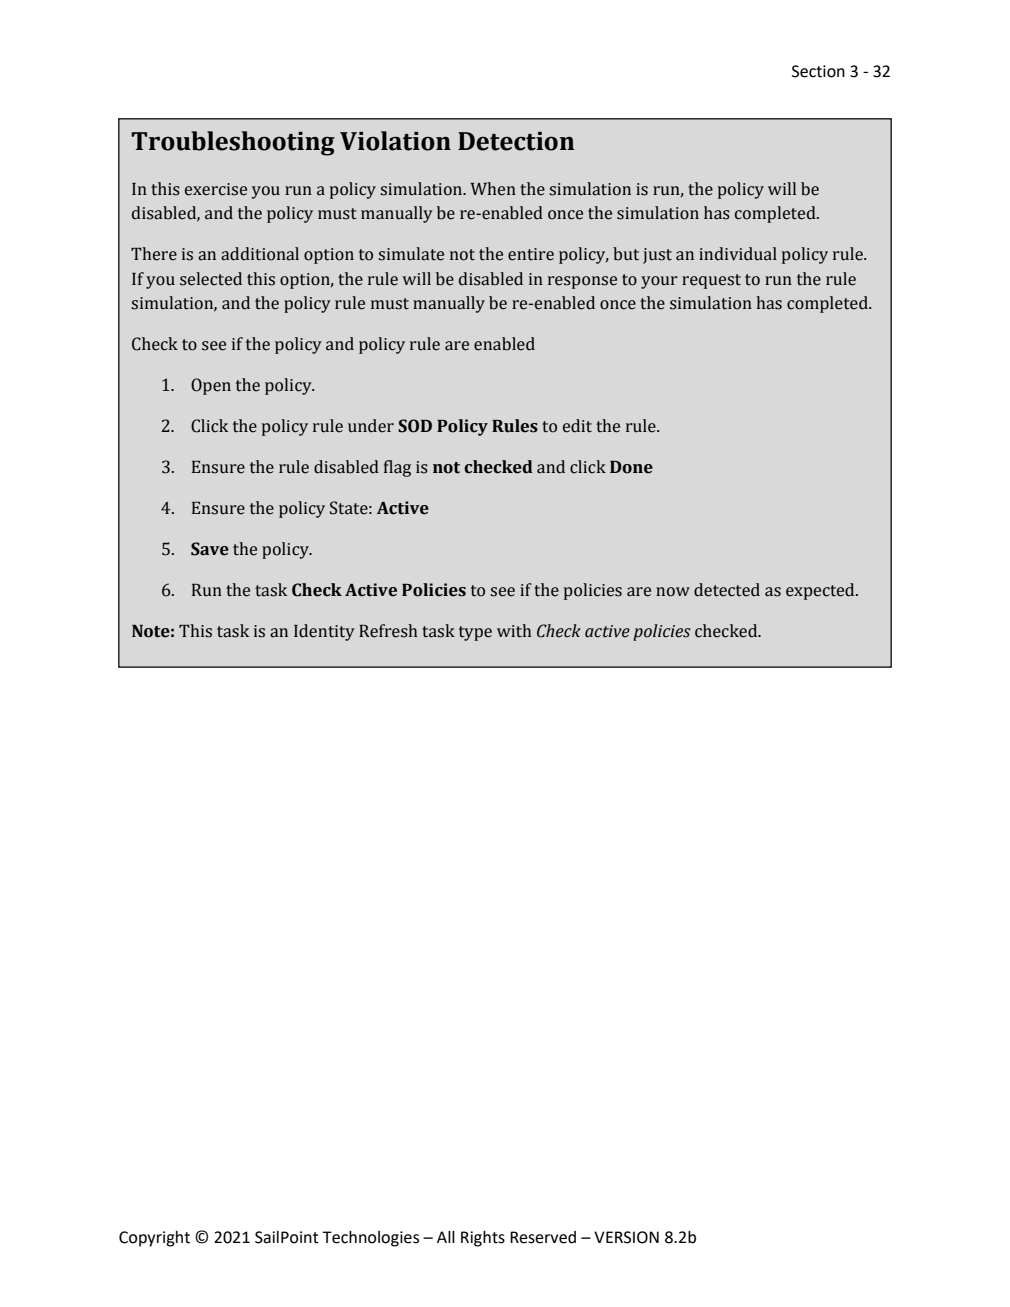 Section 3 - 32
Troubleshooting Violation Detection
In this exercise you run a policy simulation. When the simulation is run, the policy will be
disabled, and the policy must manually be re-enabled once the simulation has completed.
There is an additional option to simulate not the entire policy, but just an individual policy rule.
If you selected this option, the rule will be disabled in response to your request to run the rule
simulation, and the policy rule must manually be re-enabled once the simulation has completed.
Check to see if the policy and policy rule are enabled
1. Open the policy.
2. Click the policy rule under SOD Policy Rules to edit the rule.
3. Ensure the rule disabled flag is not checked and click Done
4. Ensure the policy State: Active
5. Save the policy.
6. Run the task Check Active Policies to see if the policies are now detected as expected.
Note: This task is an Identity Refresh task type with Check active policies checked.
Copyright © 2021 SailPoint Technologies – All Rights Reserved – VERSION 8.2b